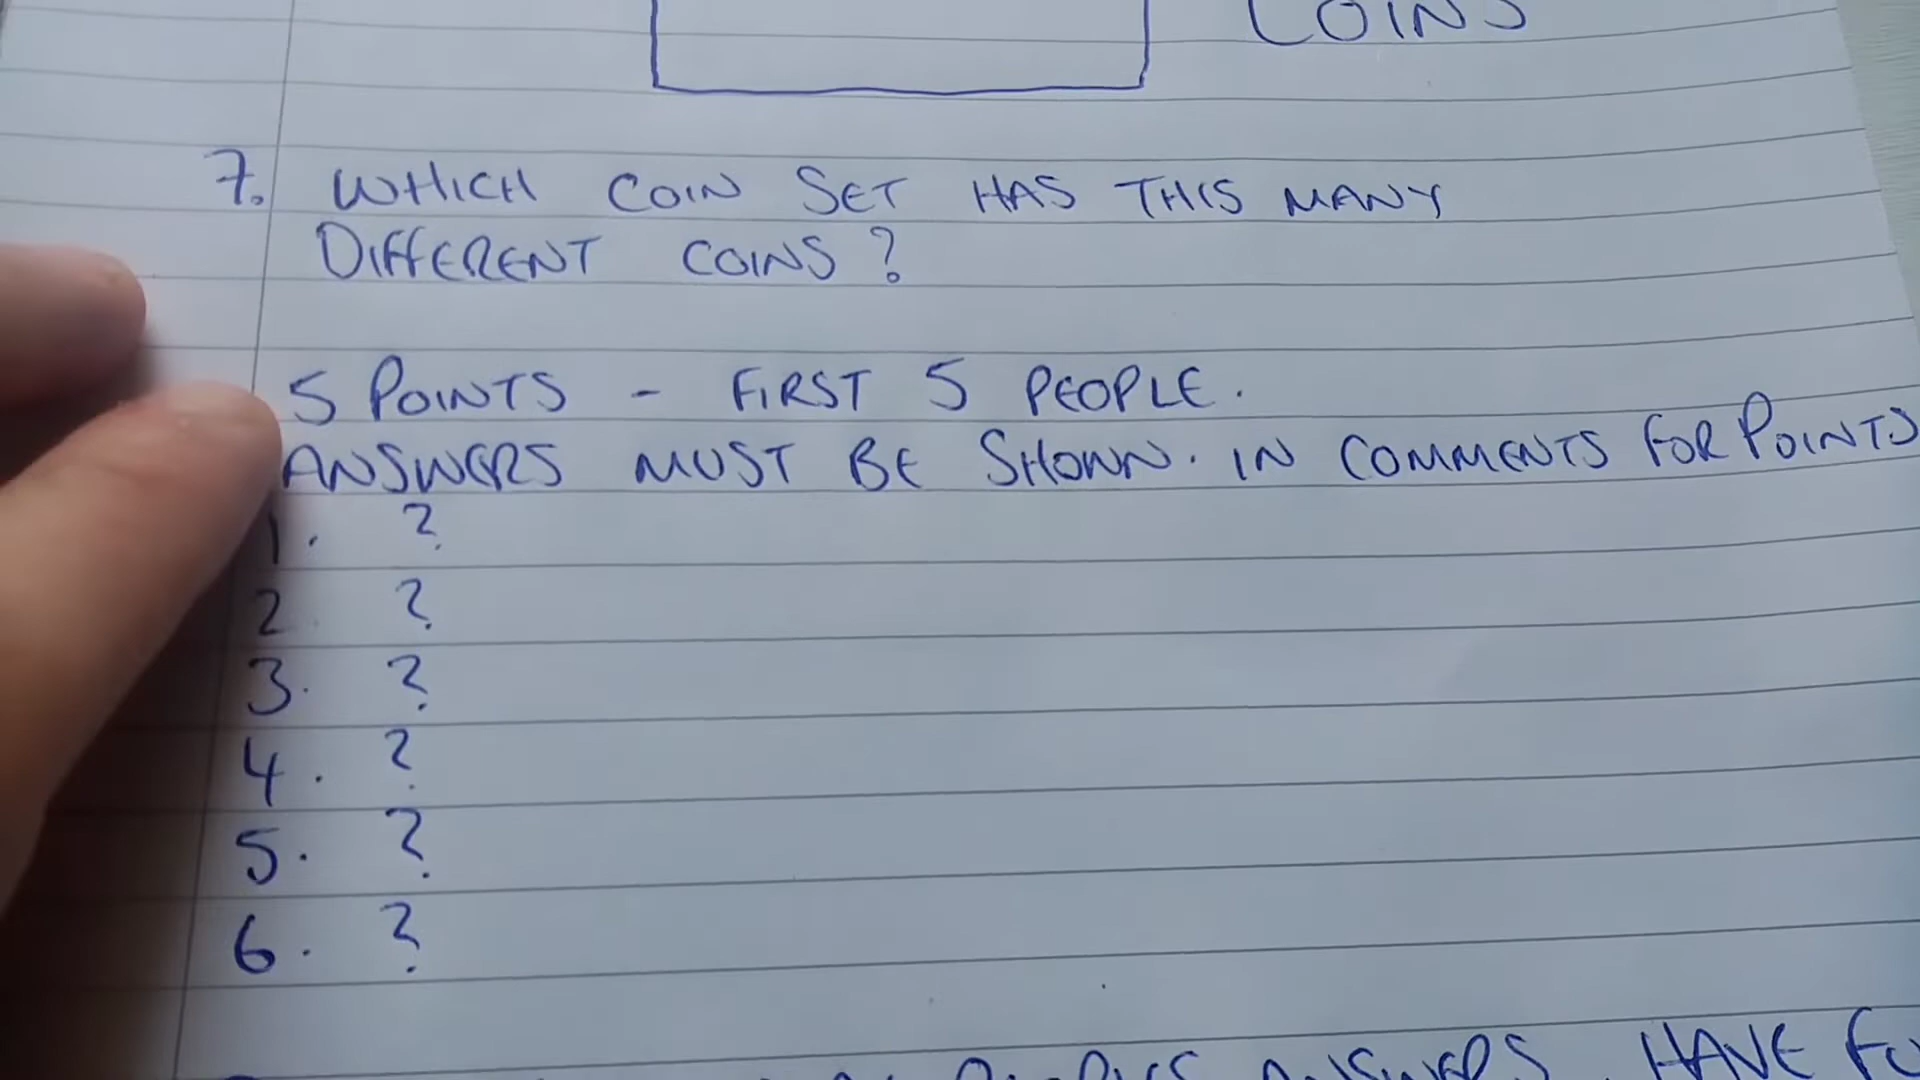 COINS
7. WHICH COIN SET HAS THIS MANY
DIFFERENT COINS?
5 POINTS - FIRST 5 PEOPLE.
ANSWERS MUST BE SHOWN. IN COMMENTS FOR POINTS
1. ?
2. ?
3. ?
4. ?
5. ?
6. ?
ANSWERS. HAVE